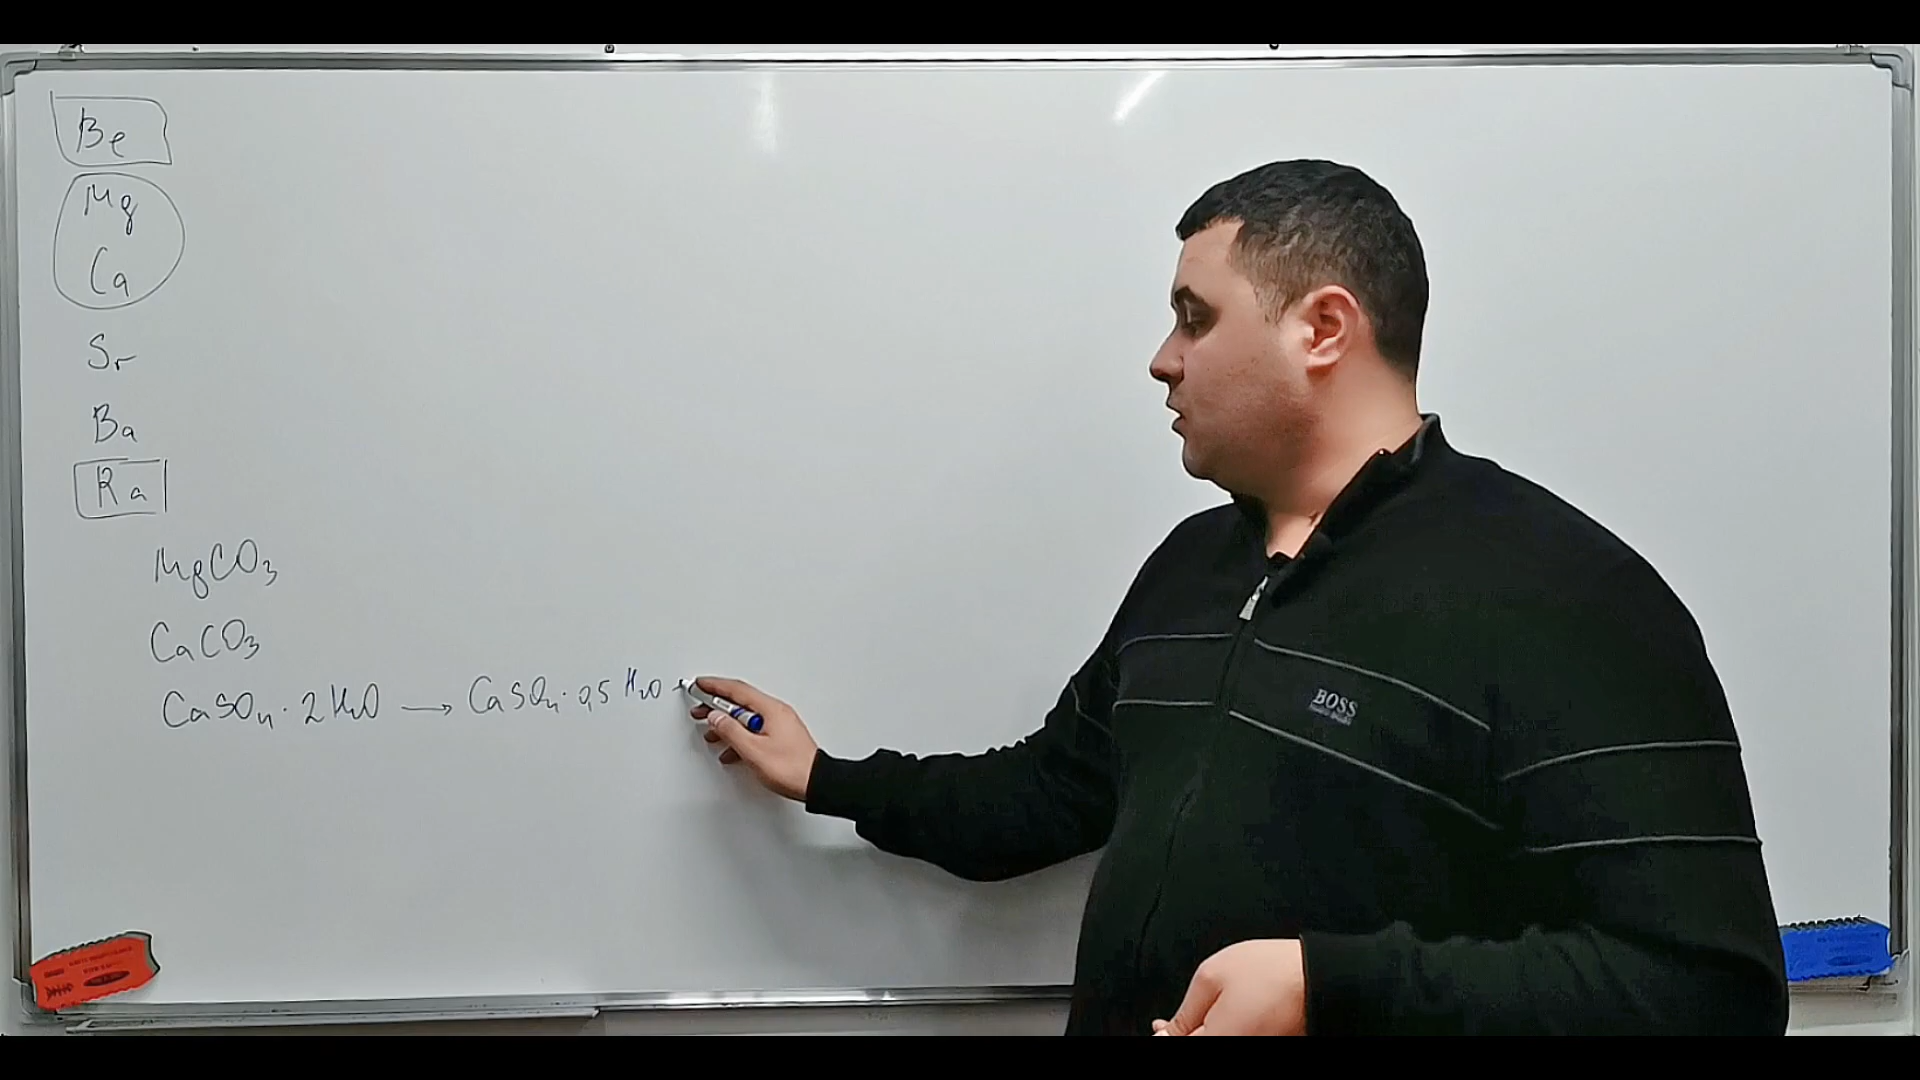 Be
Mg
Ca
Sr
Ba
Ra
MgCO3
CaCO3
CaSO4 · 2H2O → CaSO4 · 0,5 H2O +
BOSS